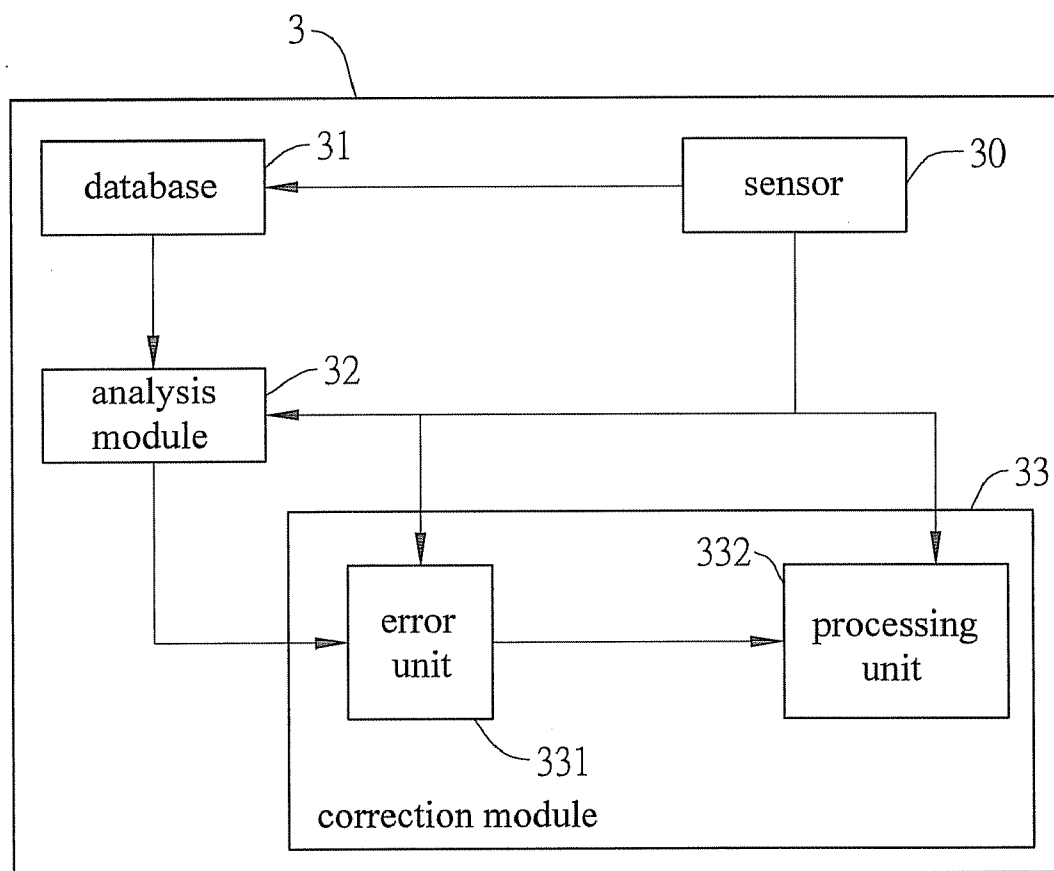 3
31
database
30
sensor
32
analysis
module
33
332
error
unit
processing
unit
331
correction module